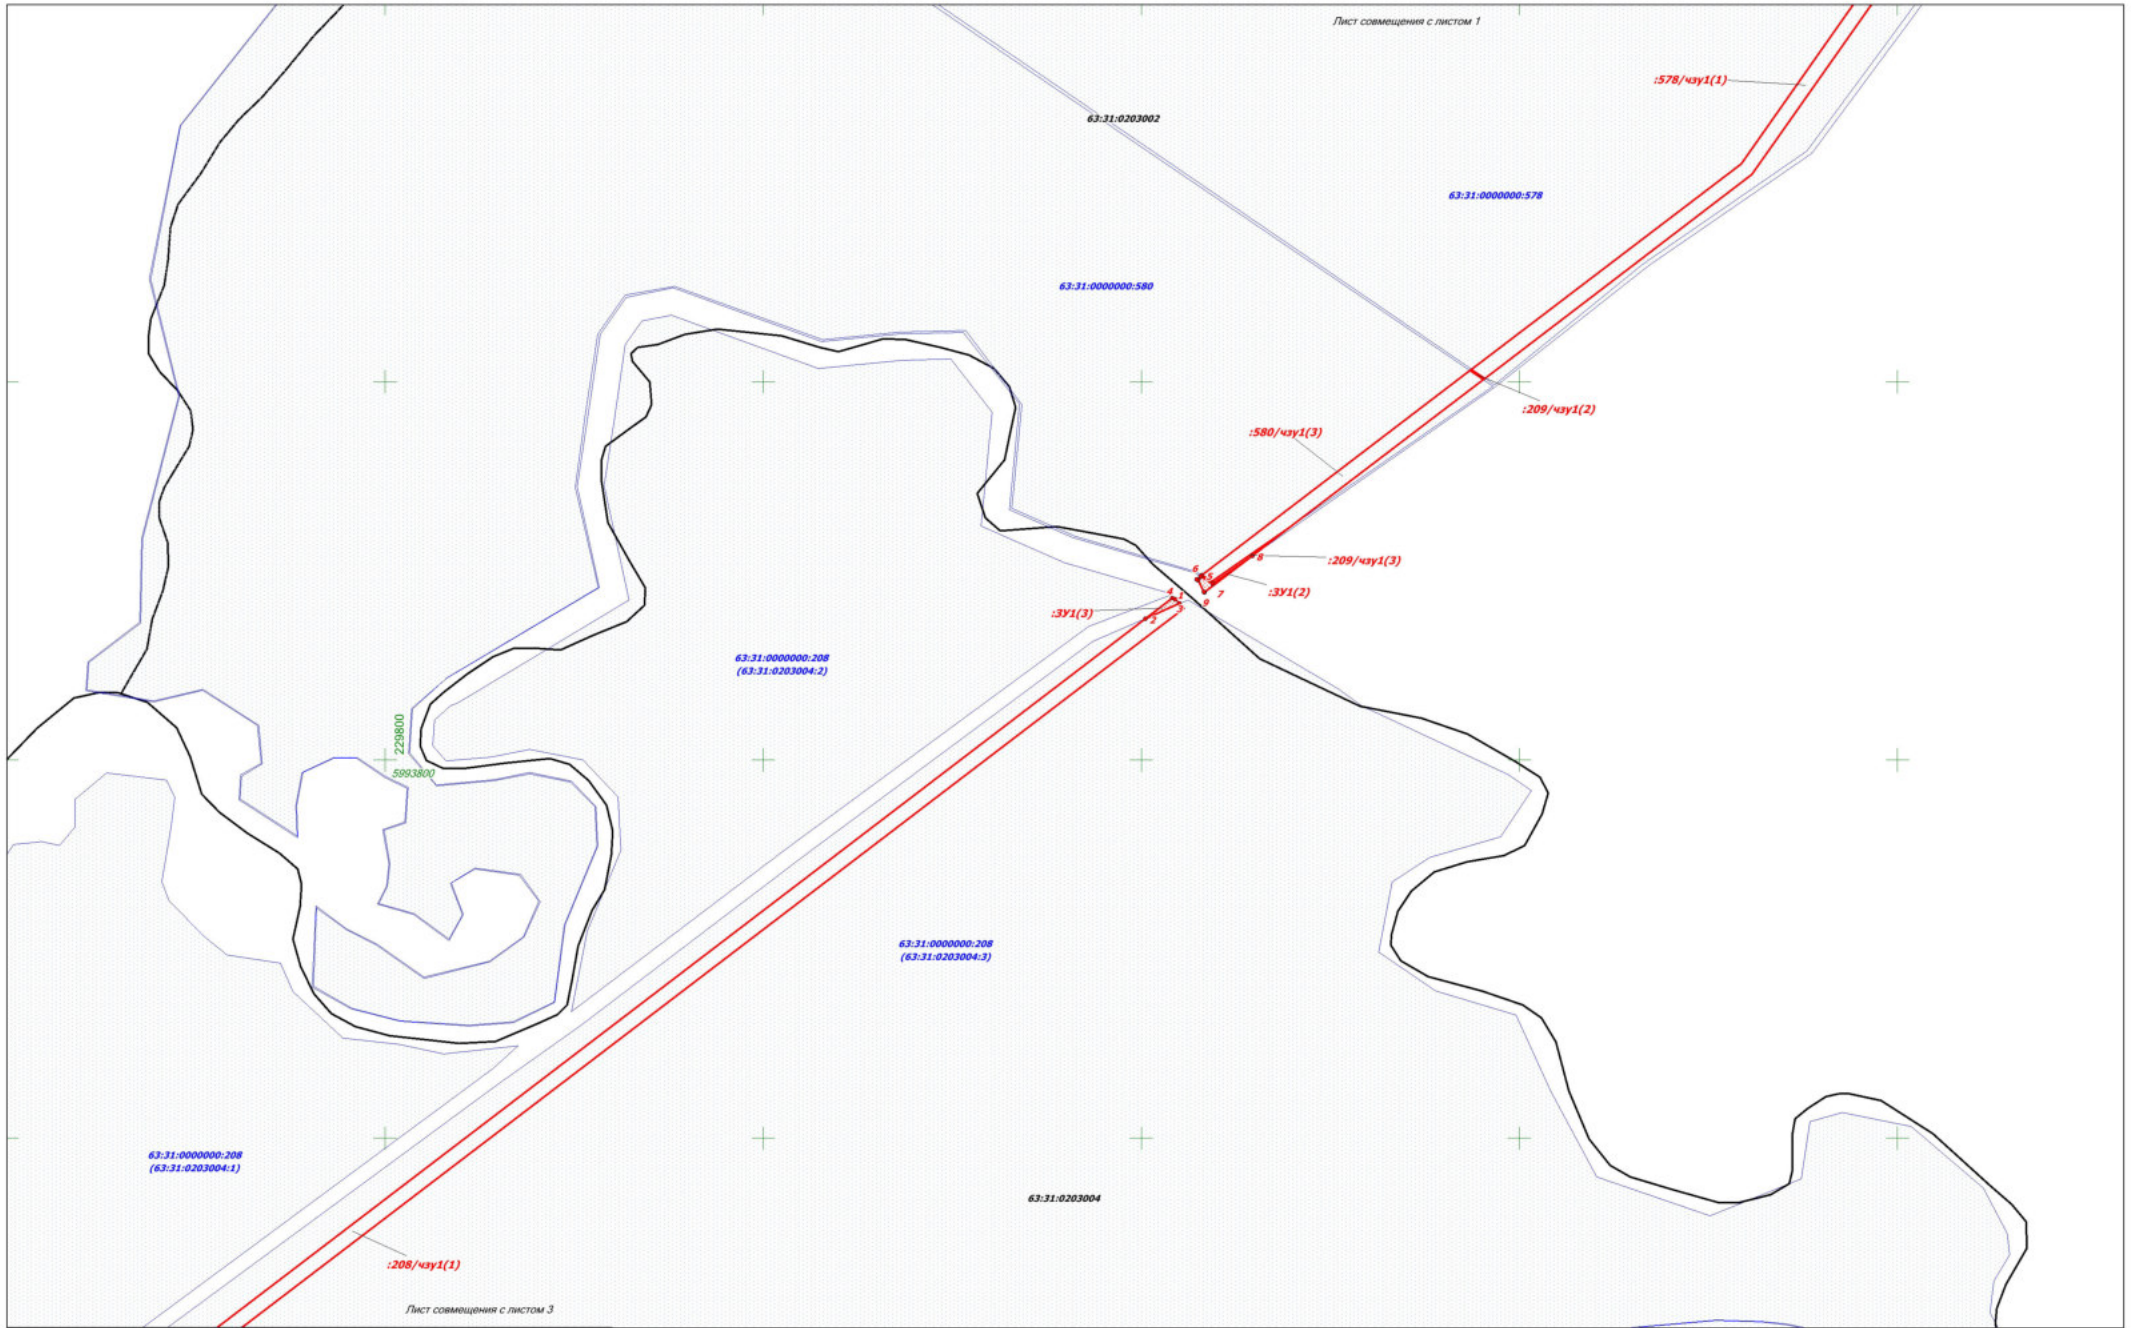 Лист совмещения с листом 1
:578/чзу1(1)
63:31:0203002
63:31:0000000:578
63:31:0000000:580
:209/чзу1(2)
:580/чзу1(3)
8
:209/чзу1(3)
6
5
7
:ЗУ1(2)
4
1
9
3
:ЗУ1(3)
2
63:31:0000000:208
(63:31:0203004:2)
229800
5993800
63:31:0000000:208
(63:31:0203004:3)
63:31:0000000:208
(63:31:0203004:1)
63:31:0203004
:208/чзу1(1)
Лист совмещения с листом 3